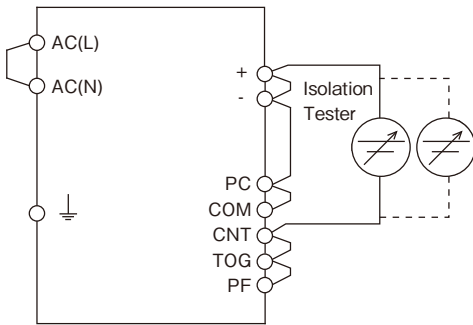 AC(L)
AC(N)
+
-
Isolation
Tester
PC
COM
CNT
TOG
PF